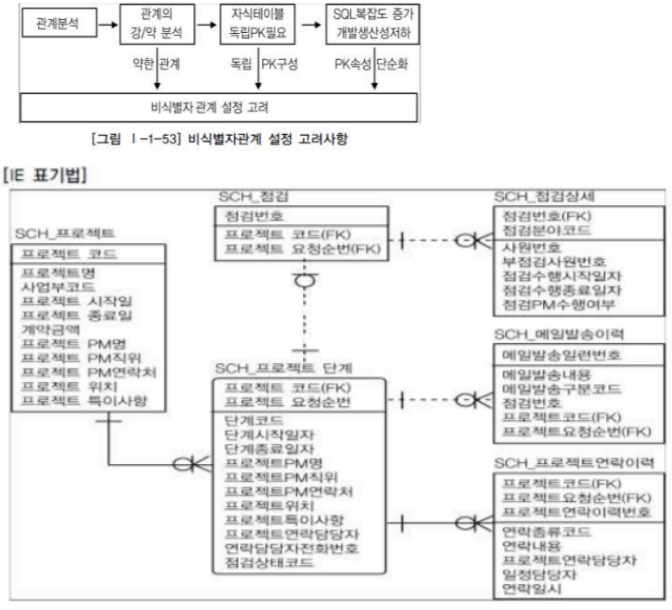 관계분석
관계의
강/약 분석
자식테이블
독립PK필요
SQL복잡도 증가
개발생산성저하
약한 관계
독립 PK구성
PK속성 단순화
비식별자 관계 설정 고려
[그림 Ⅰ-1-53] 비식별자관계 설정 고려사항
[IE 표기법]
SCH_프로젝트
프로젝트 코드
프로젝트명
사업부코드
프로젝트 시작일
프로젝트 종료일
계약금액
프로젝트 PM명
프로젝트 PM직위
프로젝트 PM연락처
프로젝트 위치
프로젝트 특이사항
SCH_점검
점검번호
프로젝트 코드(FK)
프로젝트 요청순번(FK)
SCH_프로젝트 단계
프로젝트 코드(FK)
프로젝트 요청순번
단계코드
단계시작일자
단계종료일자
프로젝트PM명
프로젝트PM직위
프로젝트PM연락처
프로젝트위치
프로젝트특이사항
프로젝트연락담당자
연락담당자전화번호
점검상태코드
SCH_점검상세
점검번호(FK)
점검분야코드
사원번호
부점검사원번호
점검수행시작일자
점검수행종료일자
점검PM수행여부
SCH_메일발송이력
메일발송일련번호
메일발송내용
메일발송구분코드
점검번호
프로젝트코드(FK)
프로젝트요청순번(FK)
SCH_프로젝트연락이력
프로젝트코드(FK)
프로젝트요청순번(FK)
프로젝트연락이력번호
연락종류코드
연락내용
프로젝트연락담당자
일정담당자
연락일시